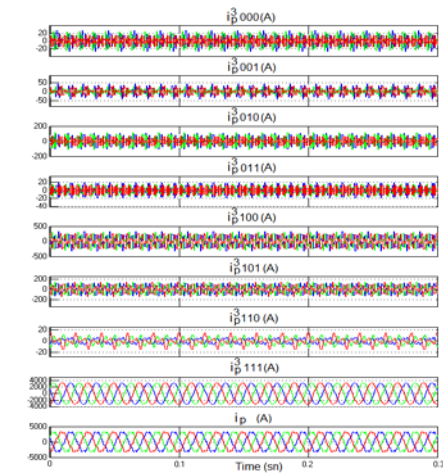 i_p^3 000(A)
20
0
-20
i_p^3 001(A)
50
0
-50
i_p^3 010(A)
200
0
-200
i_p^3 011(A)
20
0
-20
-40
i_p^3 100(A)
500
0
-500
i_p^3 101(A)
200
0
-200
i_p^3 110(A)
20
0
-20
i_p^3 111(A)
4000
2000
0
-2000
-4000
i_p (A)
5000
0
-5000
0 0.1 0.2 0.3
Time (sn)